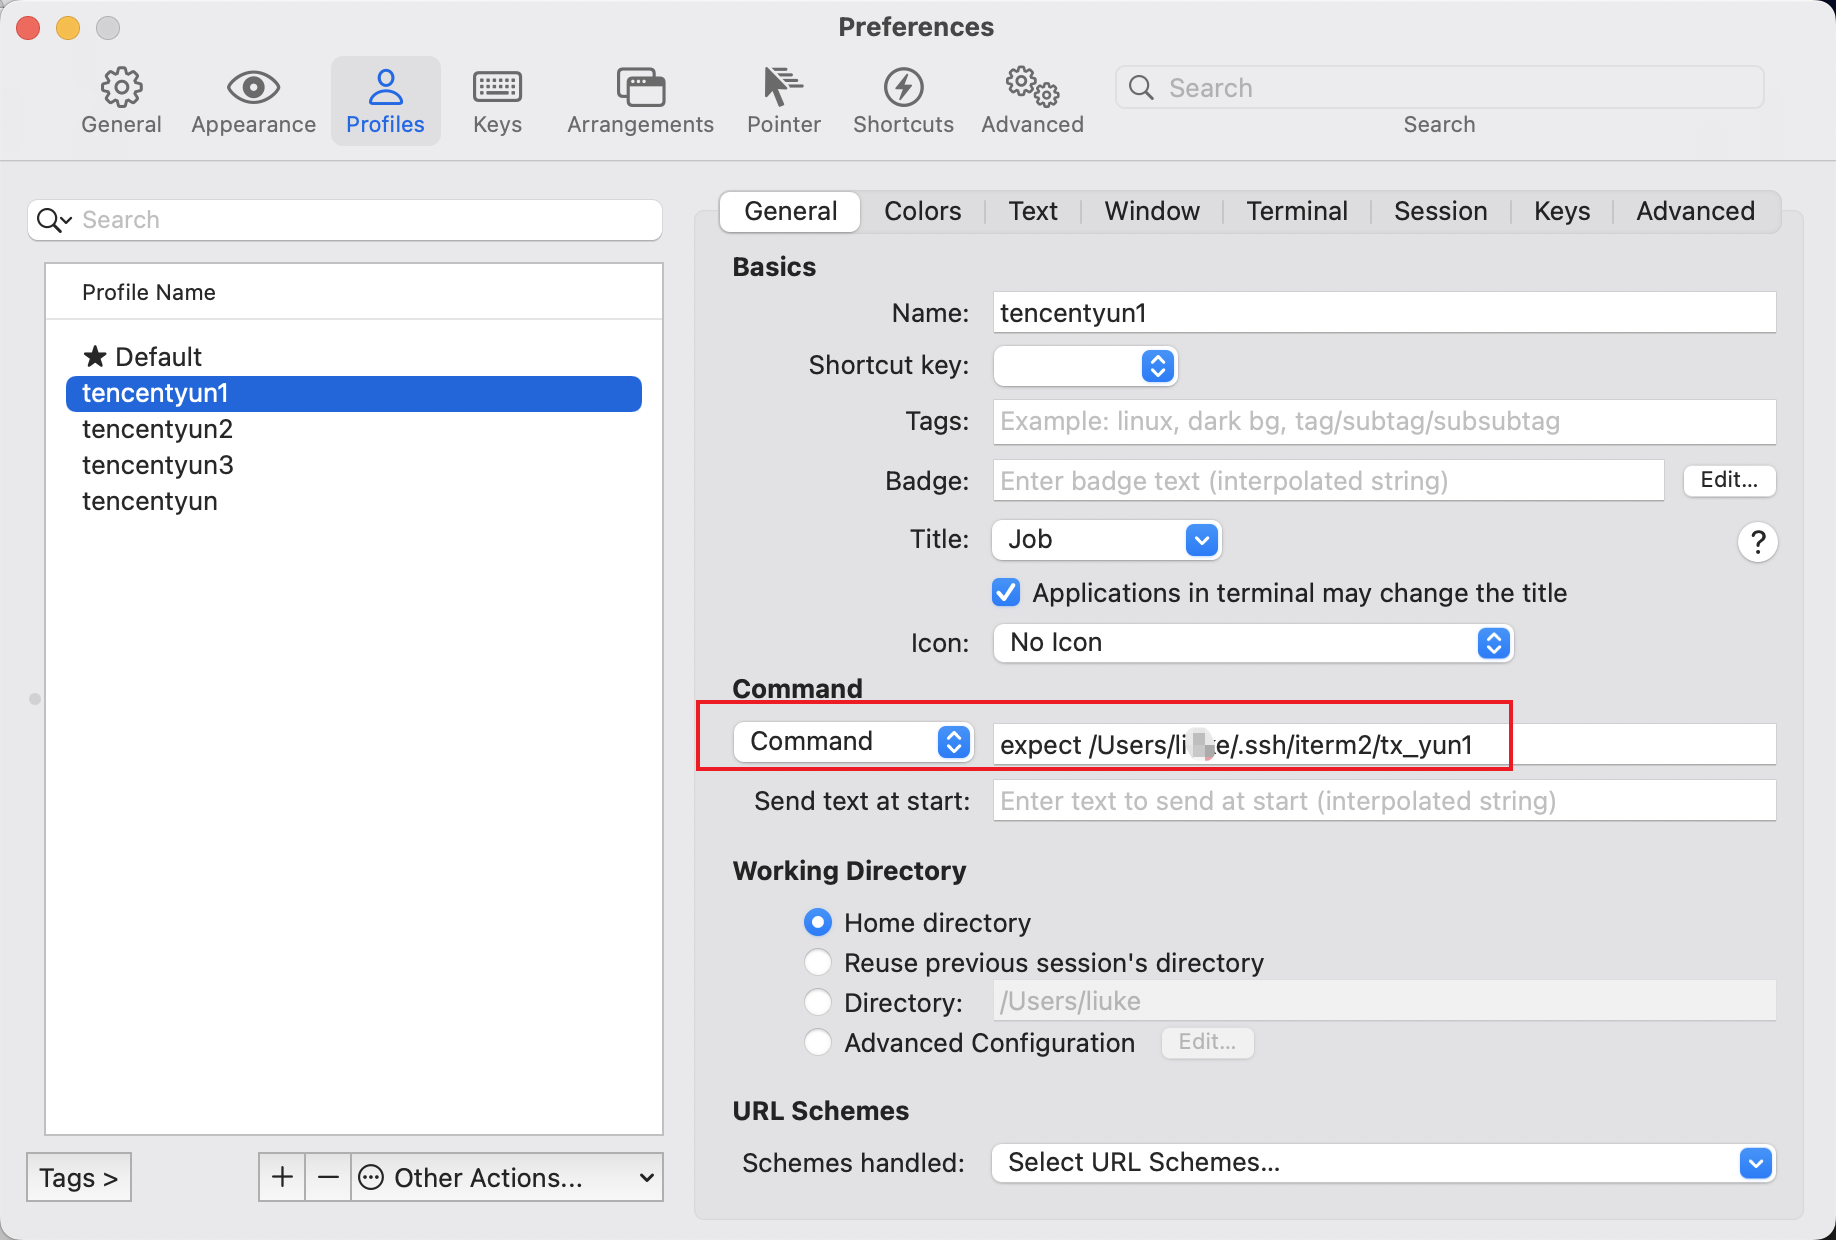 Preferences
General
Appearance
Profiles
Keys
Arrangements
Pointer
Shortcuts
Advanced
Search
Search
Search
Profile Name
★ Default
tencentyun1
tencentyun2
tencentyun3
tencentyun
Tags >
+
−
Other Actions...
General Colors Text Window Terminal Session Keys Advanced
Basics
Name: tencentyun1
Shortcut key:
Tags: Example: linux, dark bg, tag/subtag/subsubtag
Badge: Enter badge text (interpolated string) Edit...
Title: Job ?
Applications in terminal may change the title
Icon: No Icon
Command
Command expect /Users/li e/.ssh/iterm2/tx_yun1
Send text at start: Enter text to send at start (interpolated string)
Working Directory
Home directory
Reuse previous session's directory
Directory: /Users/liuke
Advanced Configuration Edit...
URL Schemes
Schemes handled: Select URL Schemes...